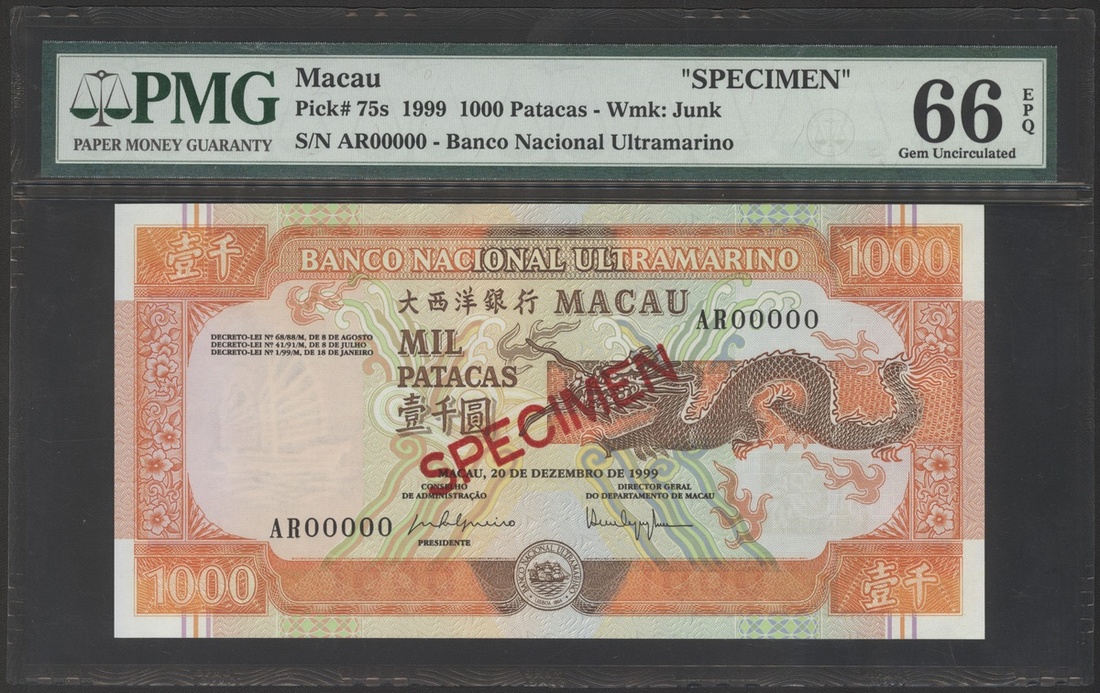 PMG
PAPER MONEY GUARANTY
Macau
"SPECIMEN"
Pick# 75s 1999 1000 Patacas - Wmk: Junk
S/N AR00000 - Banco Nacional Ultramarino
66
EPQ
Gem Uncirculated
壹千
BANCO NACIONAL ULTRAMARINO
1000
大西洋銀行 MACAU
AR00000
DECRETO-LEI Nº 68/88/M, DE 8 DE AGOSTO
DECRETO-LEI Nº 41/91/M, DE 8 DE JULHO
DECRETO-LEI Nº 1/99/M, DE 18 DE JANEIRO
MIL
PATACAS
壹千圓
SPECIMEN
MACAU, 20 DE DEZEMBRO DE 1999
CONSELHO
DE ADMINISTRAÇÃO
DIRECTOR GERAL
DO DEPARTAMENTO DE MACAU
AR00000
PRESIDENTE
BANCO NACIONAL ULTRAMARINO
1000
壹千